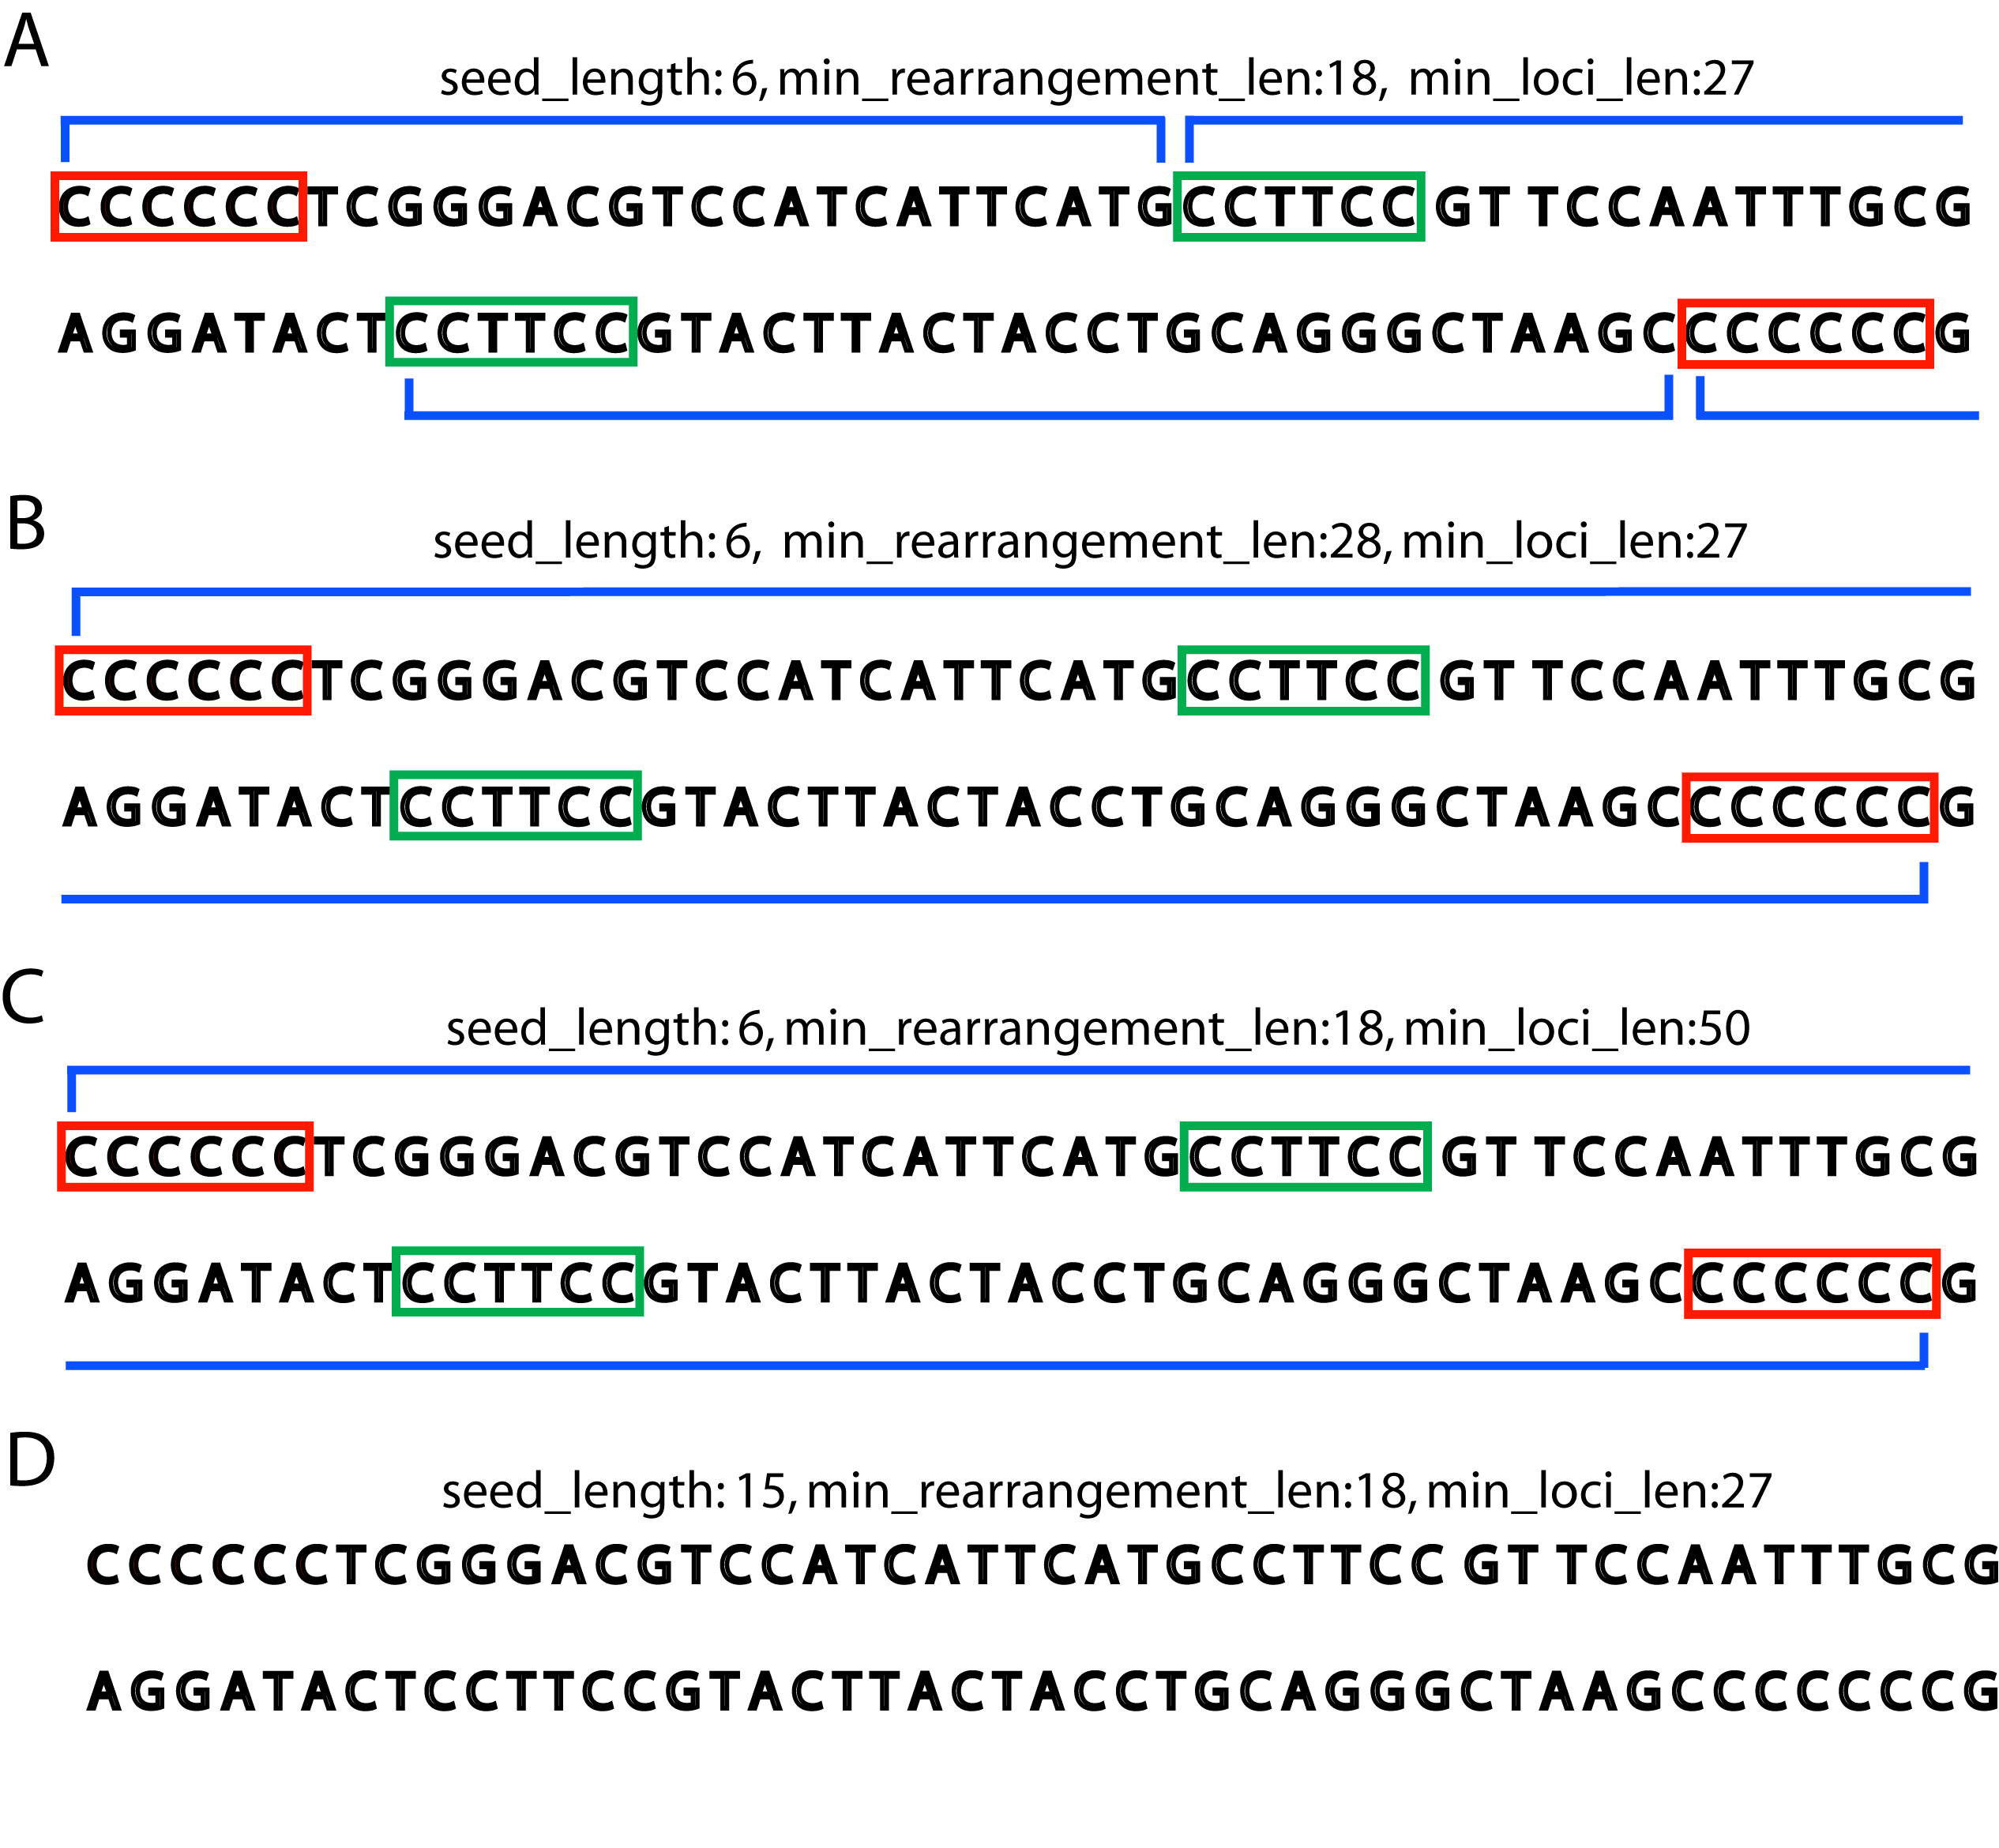 A
seed_length: 6, min_rearrangement_len:18, min_loci_len:27
CCCCCCTCGGGACGTCCATCATTCATGCCTTCC GT TCCAATTTGCG
AGGATACTCCTTCCGTACTTACTACCTGCAGGGCTAAGCCCCCCCG
B
seed_length: 6, min_rearrangement_len:28, min_loci_len:27
CCCCCCTCGGGACGTCCATCATTCATGCCTTCC GT TCCAATTTGCG
AGGATACTCCTTCCGTACTTACTACCTGCAGGGCTAAGCCCCCCCG
C
seed_length: 6, min_rearrangement_len:18, min_loci_len:50
CCCCCCTCGGGACGTCCATCATTCATGCCTTCC GT TCCAATTTGCG
AGGATACTCCTTCCGTACTTACTACCTGCAGGGCTAAGCCCCCCCG
D
seed_length: 15, min_rearrangement_len:18, min_loci_len:27
CCCCCCTCGGGACGTCCATCATTCATGCCTTCC GT TCCAATTTGCG
AGGATACTCCTTCCGTACTTACTACCTGCAGGGCTAAGCCCCCCCG